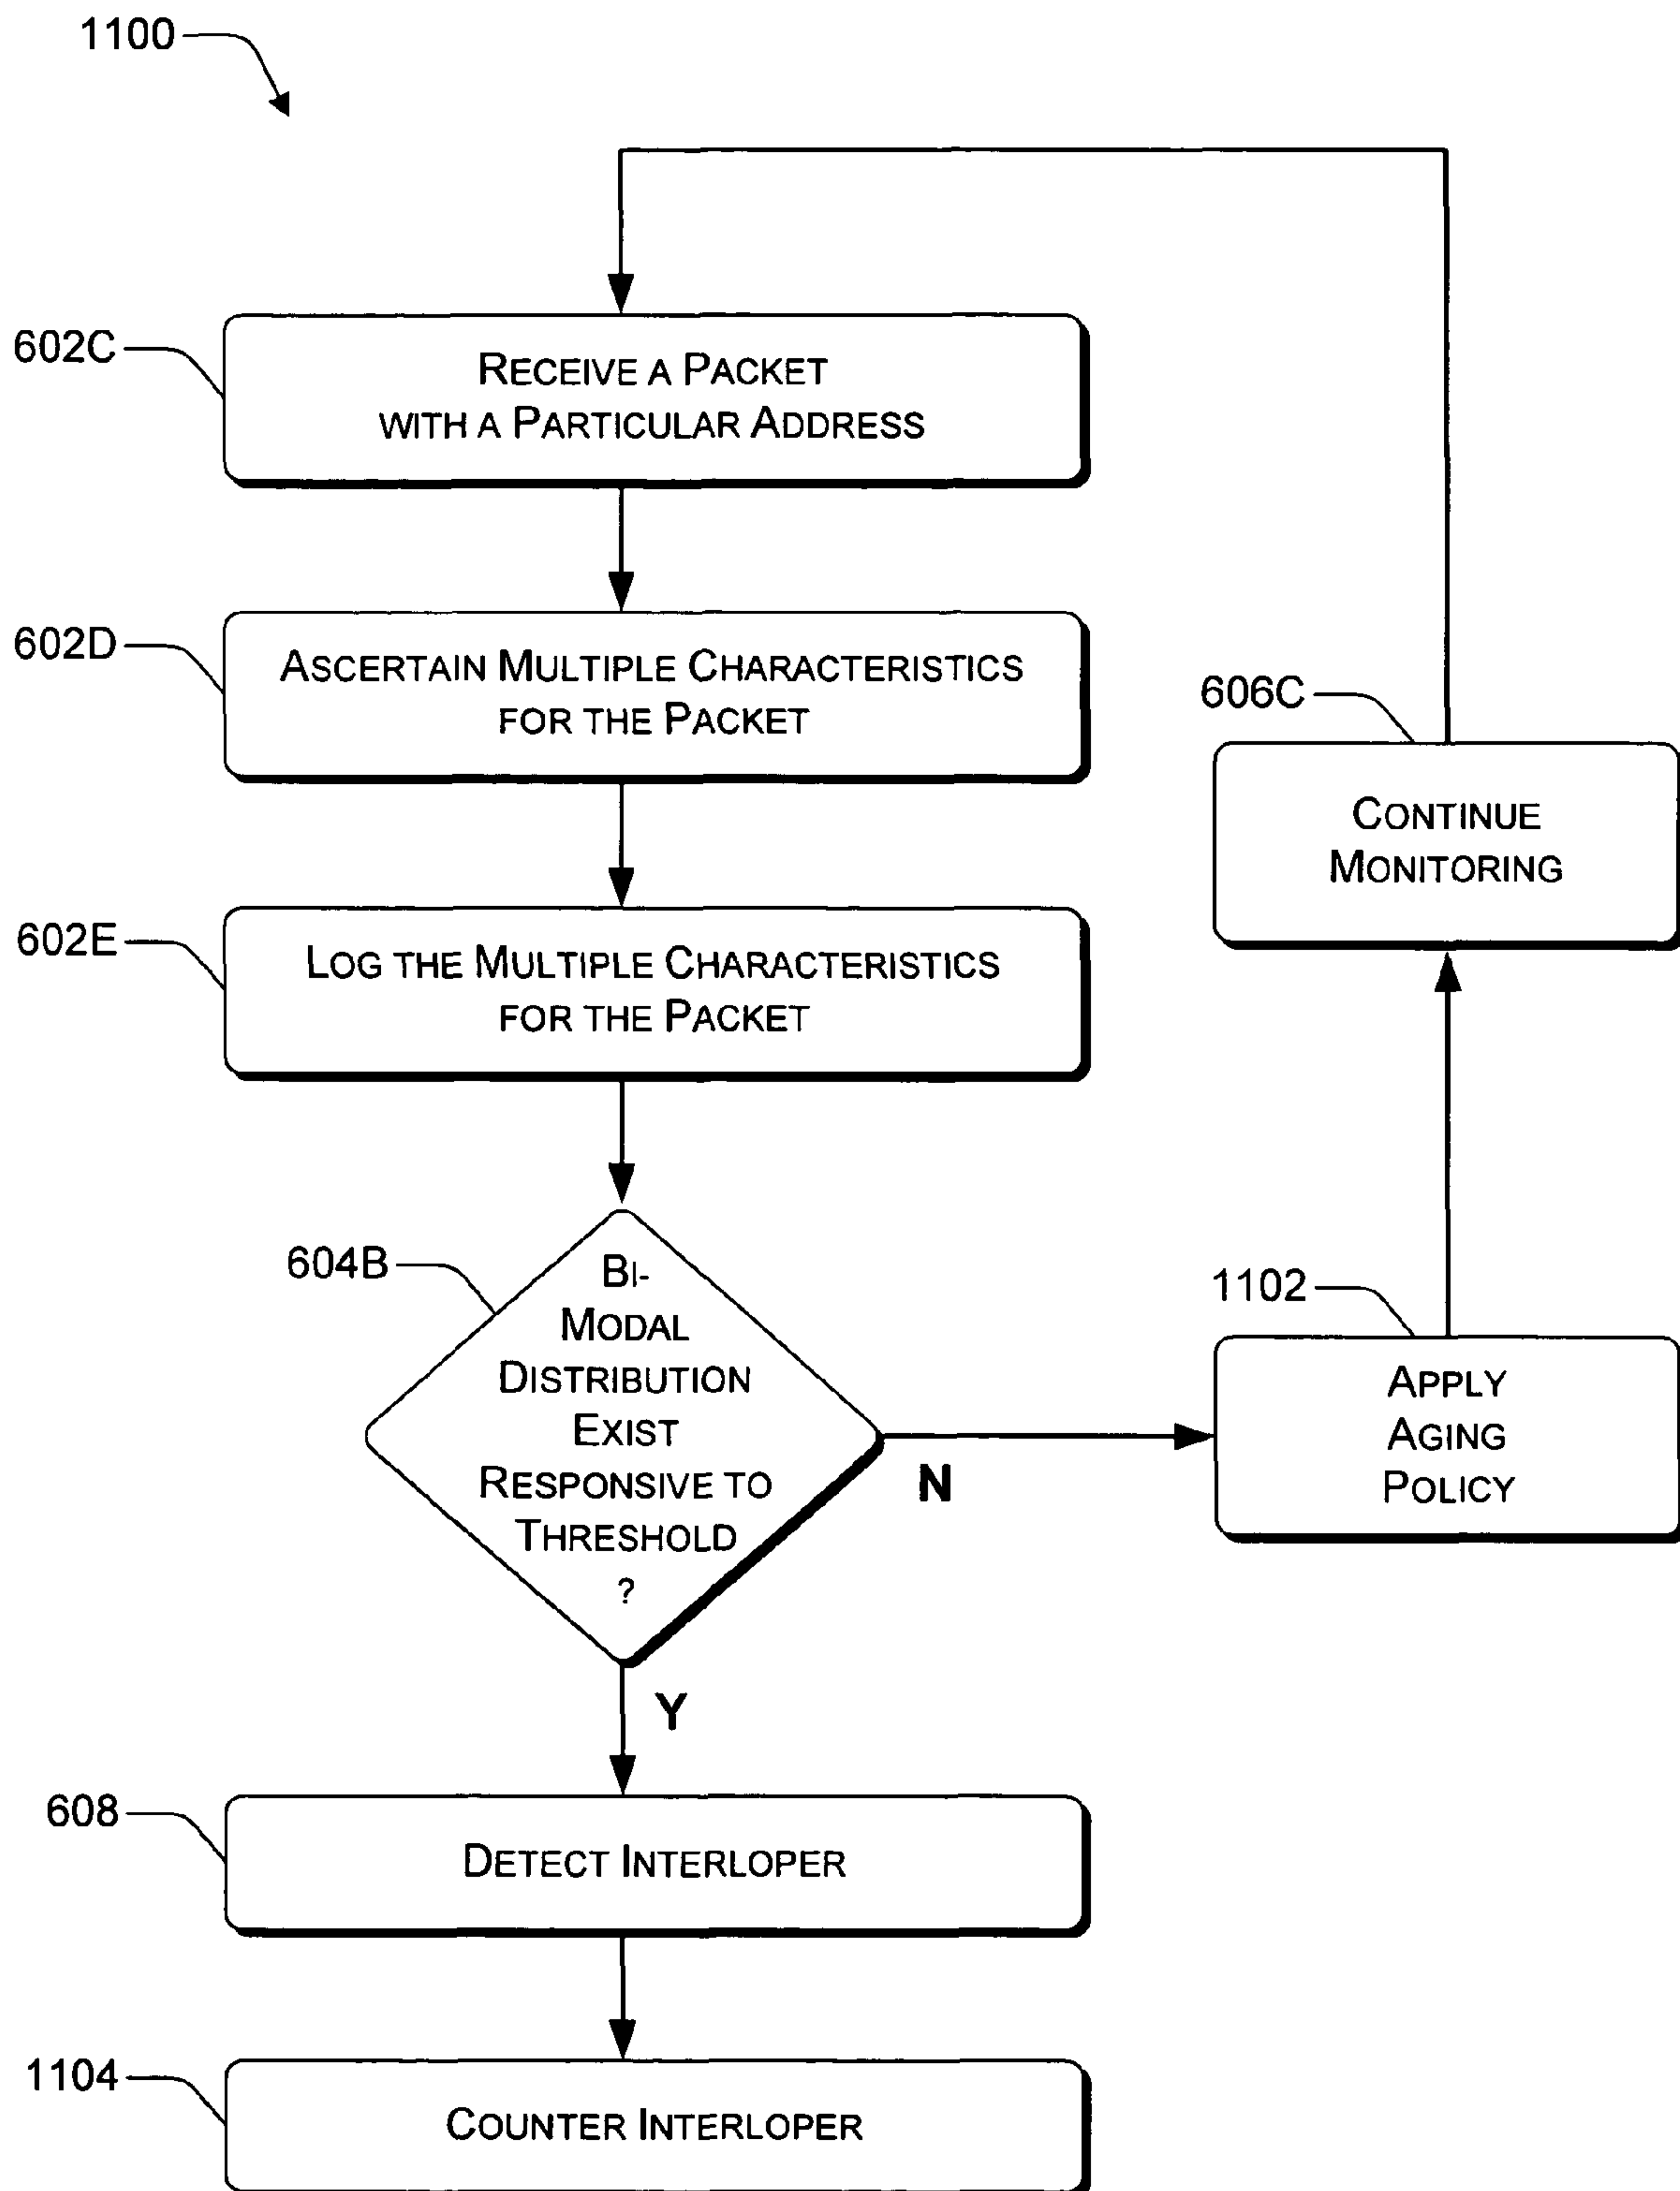 1100
602C
RECEIVE A PACKET
WITH A PARTICULAR ADDRESS
602D
ASCERTAIN MULTIPLE CHARACTERISTICS
FOR THE PACKET
606C
CONTINUE
MONITORING
602E
LOG THE MULTIPLE CHARACTERISTICS
FOR THE PACKET
604B
BI-
MODAL
DISTRIBUTION
EXIST
RESPONSIVE TO
THRESHOLD
?
N
1102
APPLY
AGING
POLICY
Y
608
DETECT INTERLOPER
1104
COUNTER INTERLOPER